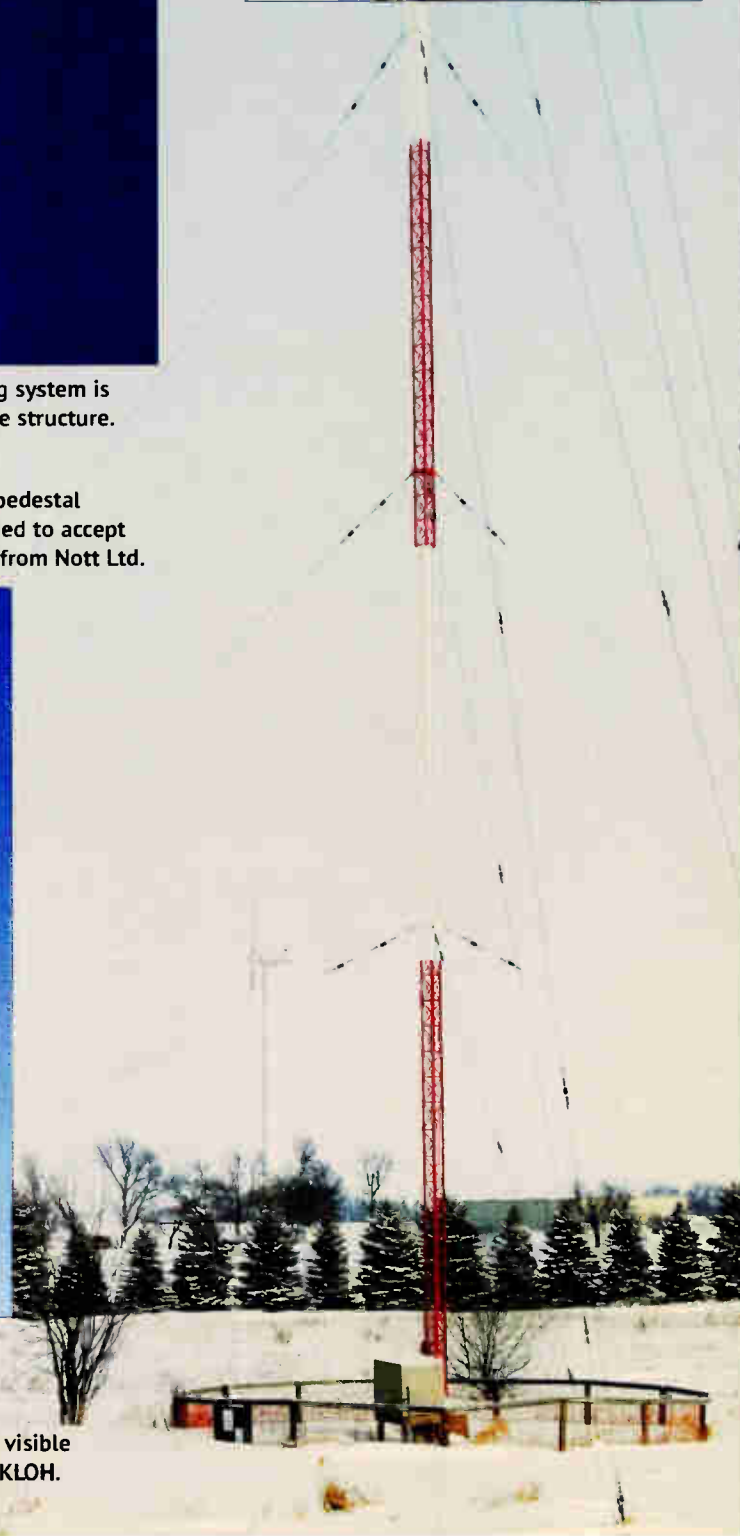 g system is
e structure.
pedestal
ed to accept
from Nott Ltd.
visible
KLOH.